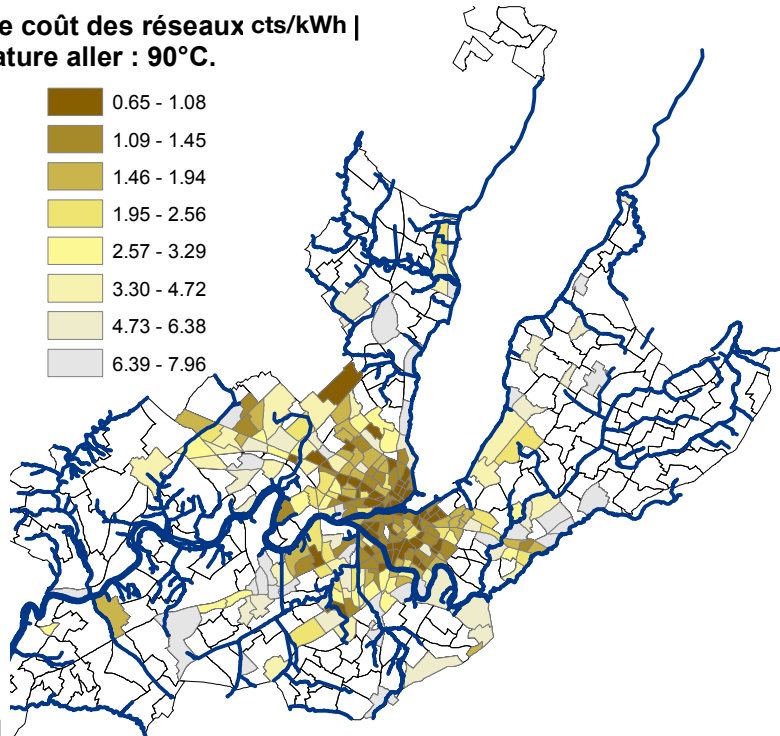 e coût des réseaux cts/kWh |
ature aller : 90°C.
0.65 - 1.08
1.09 - 1.45
1.46 - 1.94
1.95 - 2.56
2.57 - 3.29
3.30 - 4.72
4.73 - 6.38
6.39 - 7.96